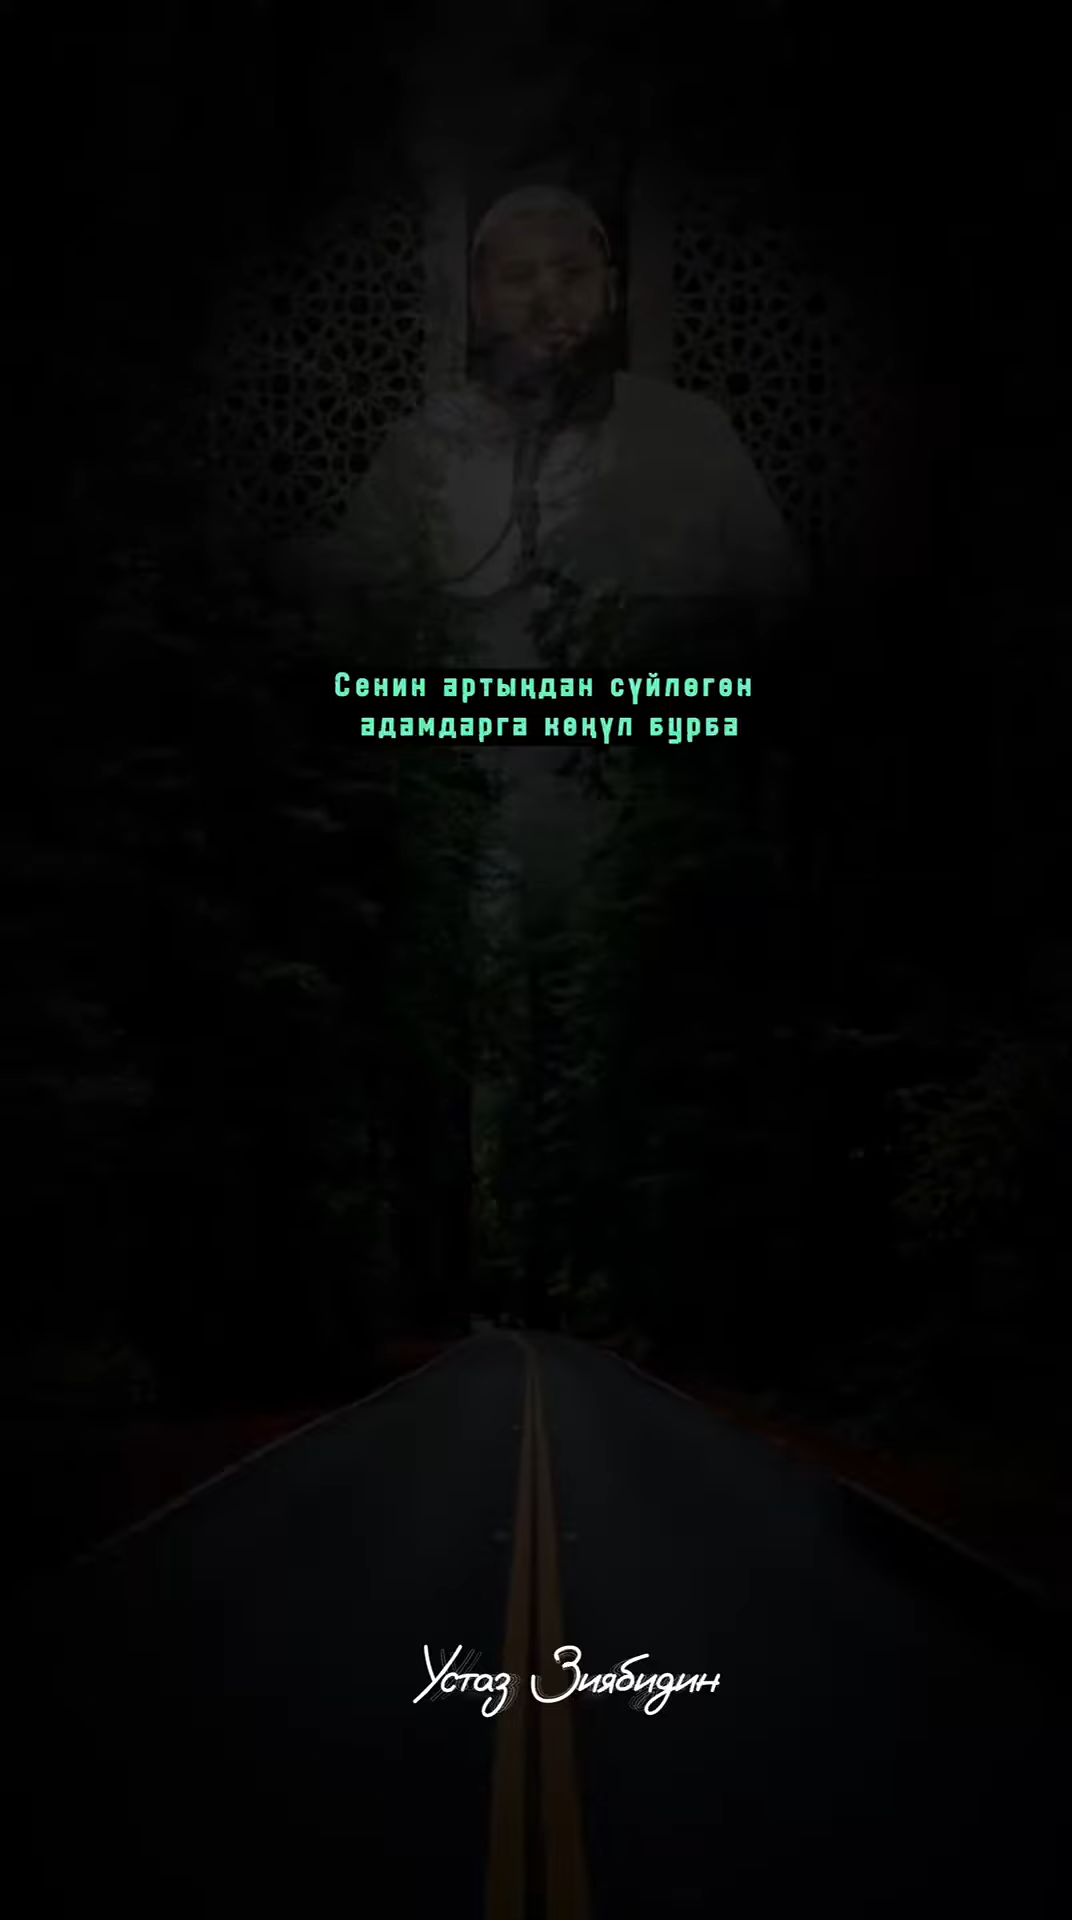 Сенин артыңдан сүйлөгөн
адамдарга көңүл бурба
Устаз Зиябидин